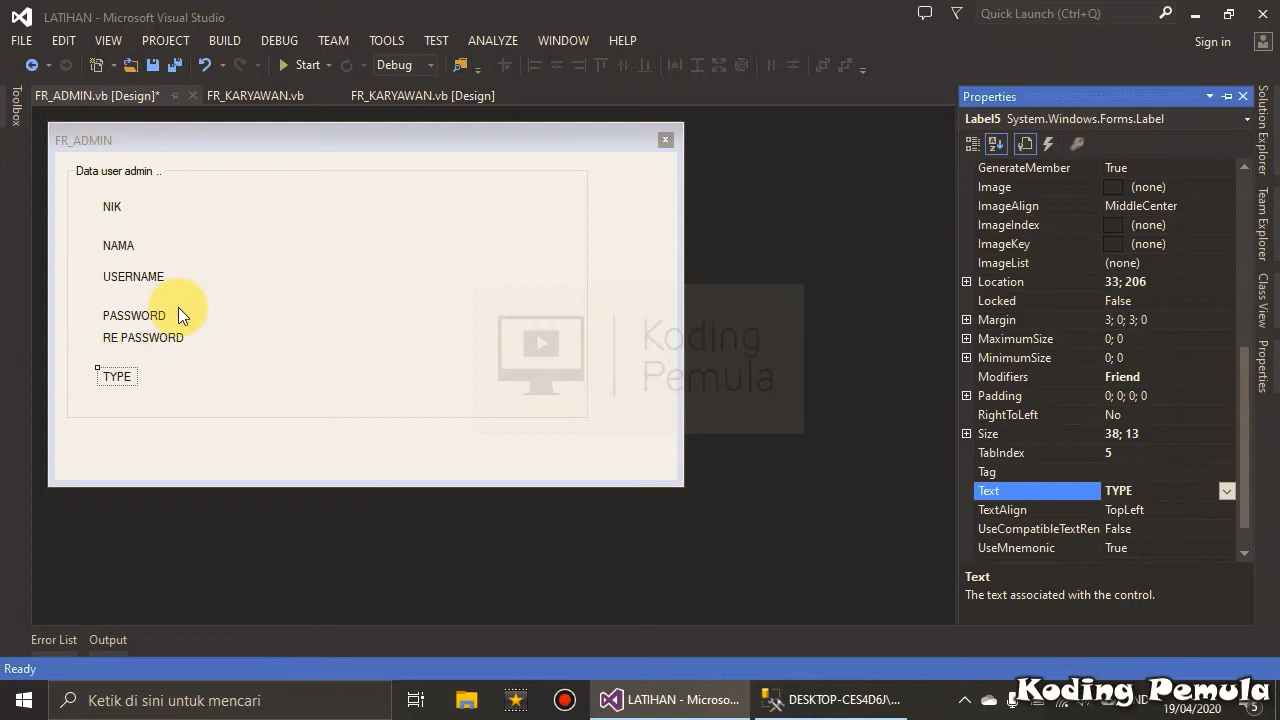 LATIHAN - Microsoft Visual Studio
Quick Launch (Ctrl+Q)
FILE EDIT VIEW PROJECT BUILD DEBUG TEAM TOOLS TEST ANALYZE WINDOW HELP
Sign in
Start Debug
FR_ADMIN.vb [Design]* FR_KARYAWAN.vb FR_KARYAWAN.vb [Design]
Toolbox
FR_ADMIN
Data user admin ..
NIK
NAMA
USERNAME
PASSWORD
RE PASSWORD
TYPE
Koding
Pemula
Properties
Label5 System.Windows.Forms.Label
GenerateMember True
Image (none)
ImageAlign MiddleCenter
ImageIndex (none)
ImageKey (none)
ImageList (none)
Location 33; 206
Locked False
Margin 3; 0; 3; 0
MaximumSize 0; 0
MinimumSize 0; 0
Modifiers Friend
Padding 0; 0; 0; 0
RightToLeft No
Size 38; 13
TabIndex 5
Tag
Text TYPE
TextAlign TopLeft
UseCompatibleTextRen False
UseMnemonic True
Text
The text associated with the control.
Solution Explorer
Team Explorer
Class View
Properties
Error List Output
Ready
Ketik di sini untuk mencari
LATIHAN - Microso...
DESKTOP-CES4D6J\...
Koding Pemula
19/04/2020
5